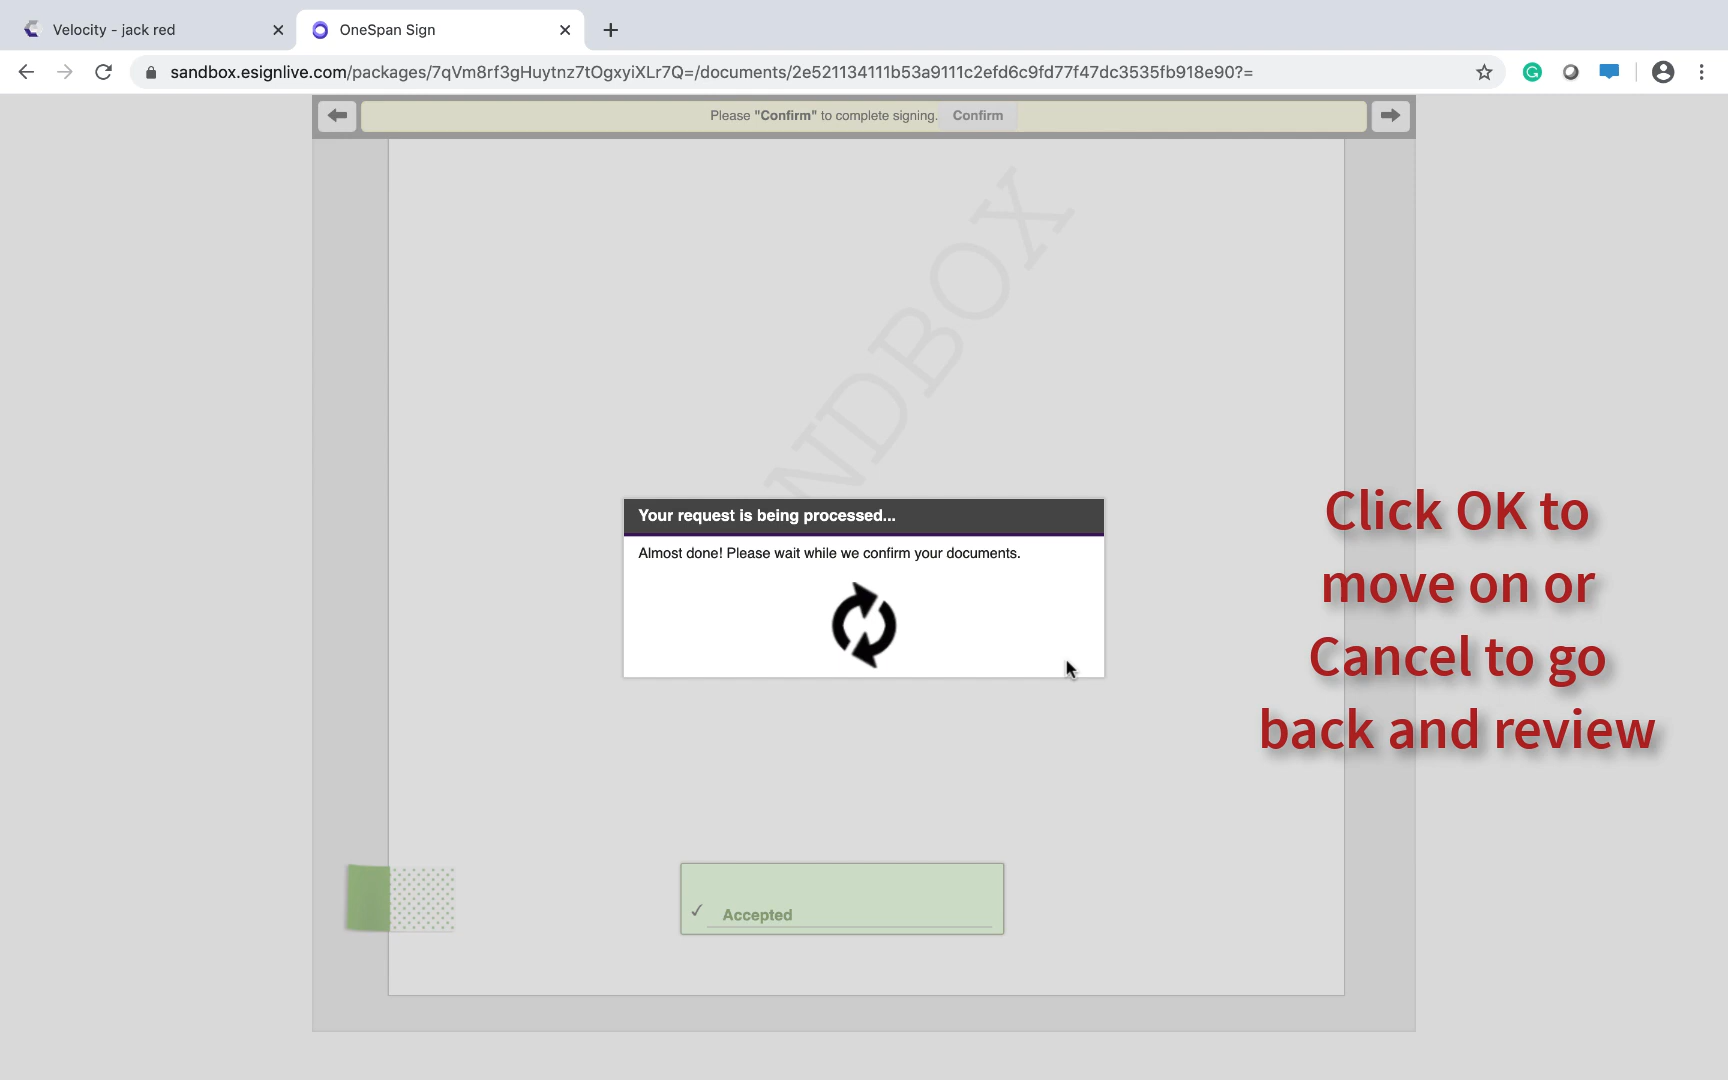 Velocity - jack red
OneSpan Sign
sandbox.esignlive.com/packages/7qVm8rf3gHuytnz7tOgxyiXLr7Q=/documents/2e521134111b53a9111c2efd6c9fd77f47dc3535fb918e90?=
Please "Confirm" to complete signing. Confirm
NDBOX
Your request is being processed...
Almost done! Please wait while we confirm your documents.
Click OK to
move on or
Cancel to go
back and review
✓ Accepted